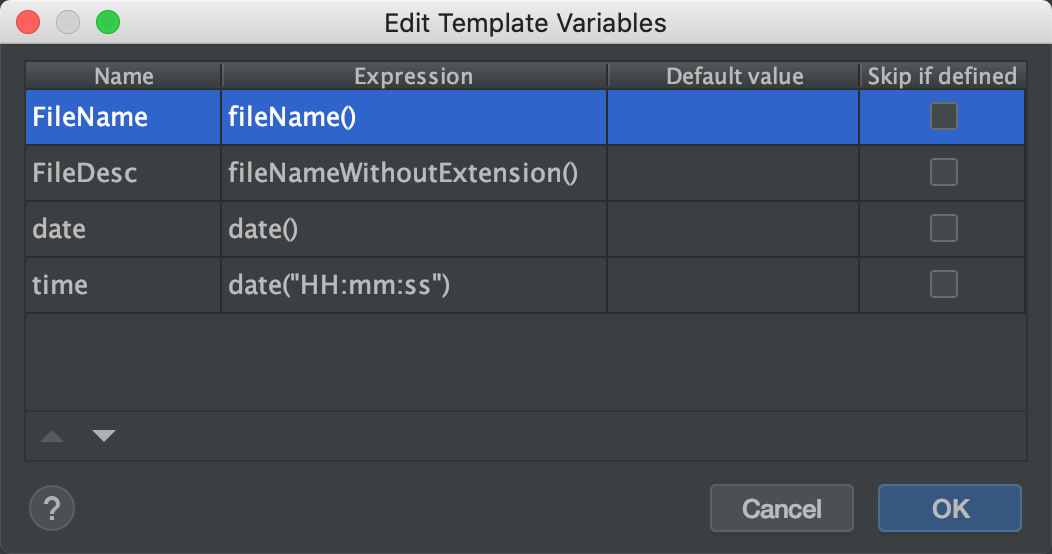 Edit Template Variables
Name Expression Default value Skip if defined
FileName fileName()
FileDesc fileNameWithoutExtension()
date date()
time date("HH:mm:ss")
? Cancel OK